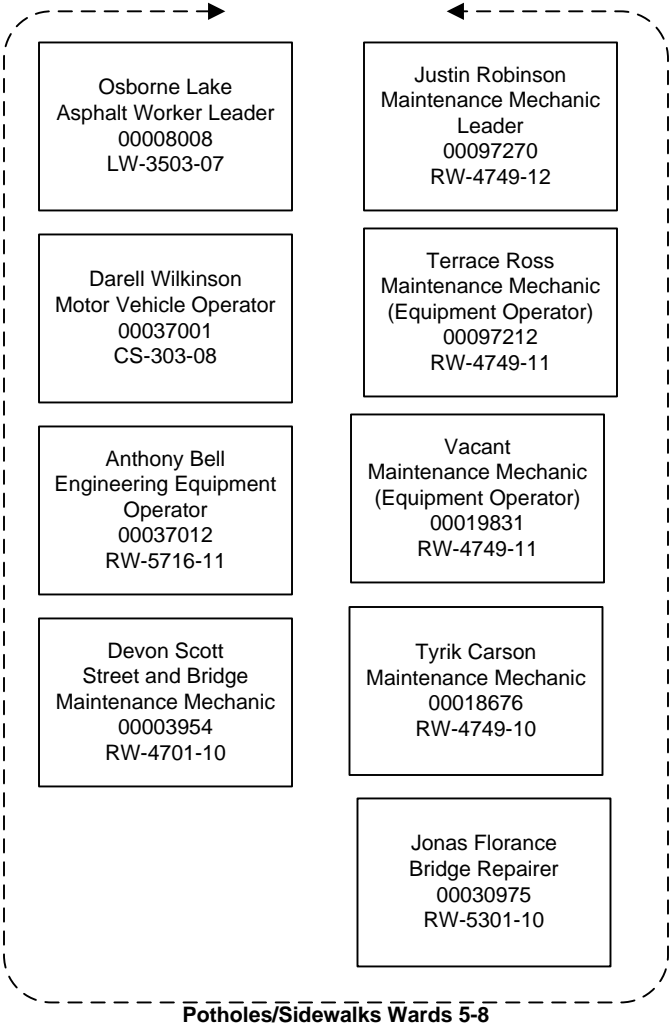 Osborne Lake
Asphalt Worker Leader
00008008
LW-3503-07
Darell Wilkinson
Motor Vehicle Operator
00037001
CS-303-08
Anthony Bell
Engineering Equipment
Operator
00037012
RW-5716-11
Devon Scott
Street and Bridge
Maintenance Mechanic
00003954
RW-4701-10
Justin Robinson
Maintenance Mechanic
Leader
00097270
RW-4749-12
Terrace Ross
Maintenance Mechanic
(Equipment Operator)
00097212
RW-4749-11
Vacant
Maintenance Mechanic
(Equipment Operator)
00019831
RW-4749-11
Tyrik Carson
Maintenance Mechanic
00018676
RW-4749-10
Jonas Florance
Bridge Repairer
00030975
RW-5301-10
Potholes/Sidewalks Wards 5-8